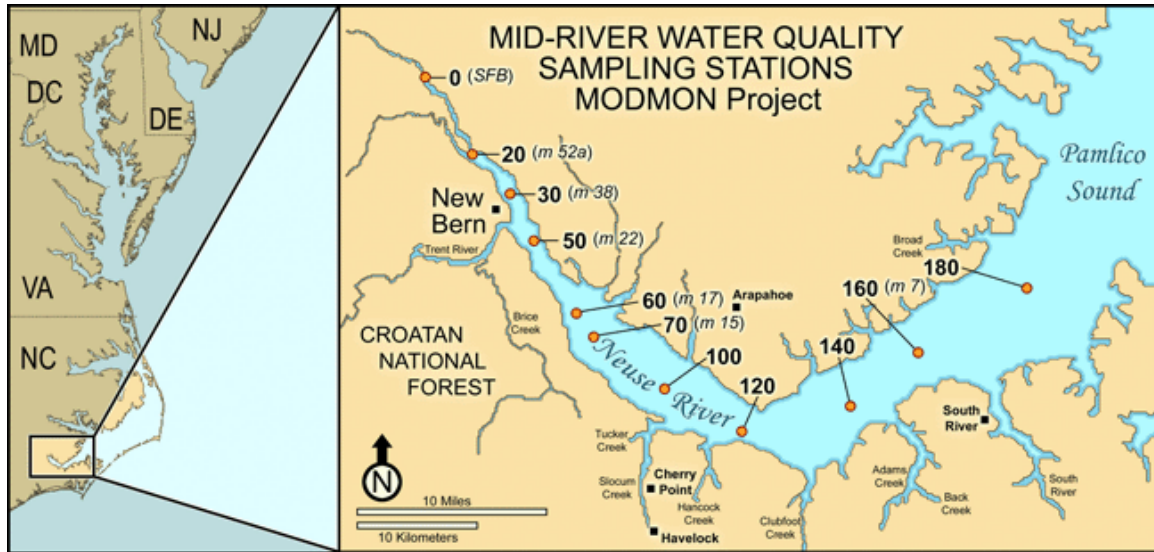 MD
NJ
DC
DE
VA
NC
MID-RIVER WATER QUALITY
SAMPLING STATIONS
MODMON Project
0 (SFB)
20 (m 52a)
30 (m 38)
New
Bern
50 (m 22)
Trent River
60 (m 17)
Arapahoe
70 (m 15)
Brice
Creek
CROATAN
NATIONAL
FOREST
100
Neuse
River
120
140
160 (m 7)
180
Broad
Creek
Pamlico
Sound
Tucker
Creek
Slocum
Creek
Cherry
Point
Hancock
Creek
Havelock
Clubfoot
Creek
Adams
Creek
Back
Creek
South
River
South
River
N
10 Miles
10 Kilometers